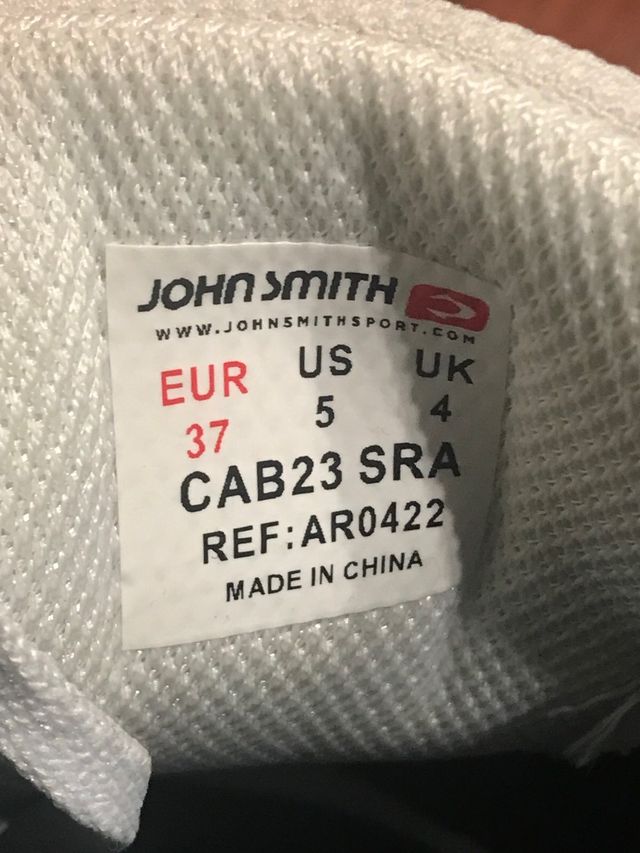 JOHN SMITH
WWW.JOHNSMITHSPORT.COM
EUR US UK
37 5 4
CAB23 SRA
REF:AR0422
MADE IN CHINA